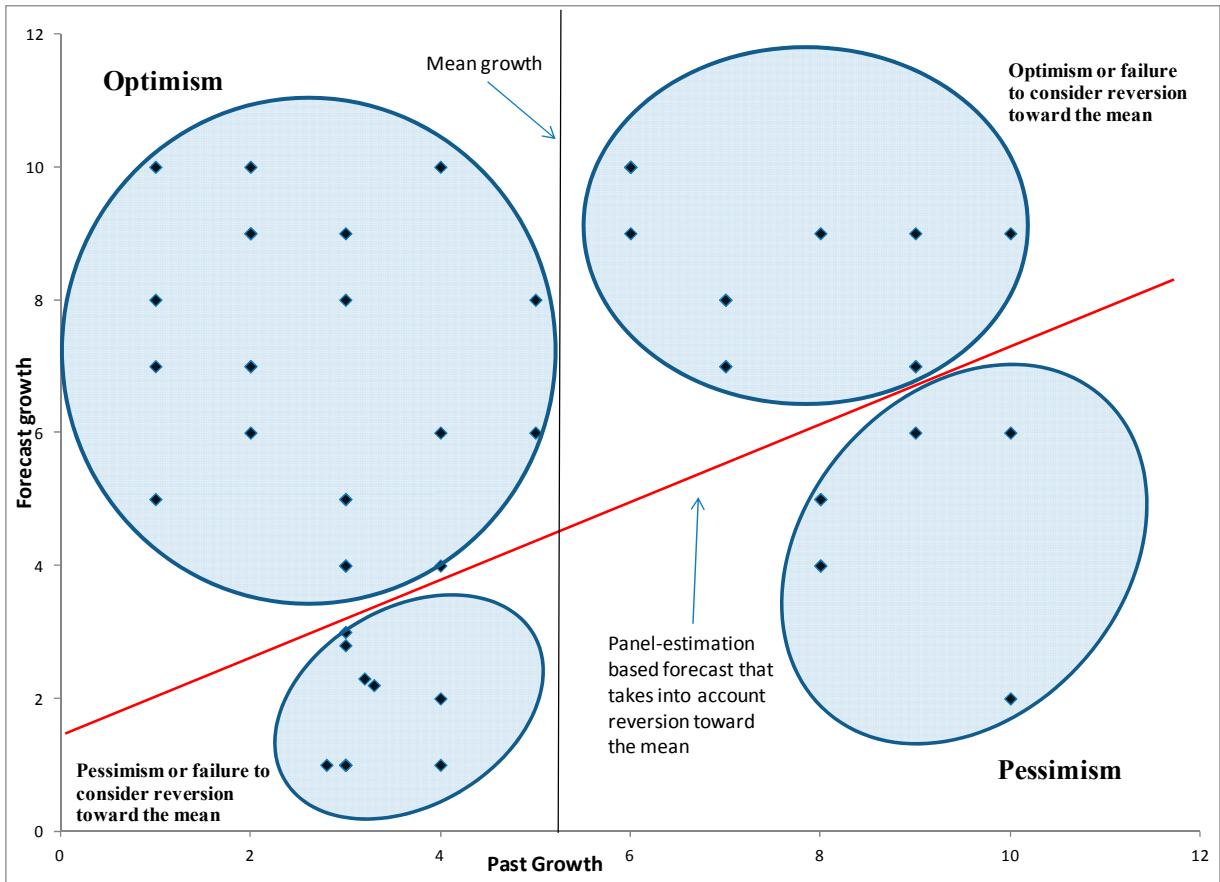 12
Optimism
Mean growth
Optimism or failure
to consider reversion
toward the mean
10
8
Forecast growth
6
4
Panel-estimation
based forecast that
takes into account
reversion toward
the mean
2
Pessimism or failure to
consider reversion
toward the mean
Pessimism
0
0 2 4 6 8 10 12
Past Growth